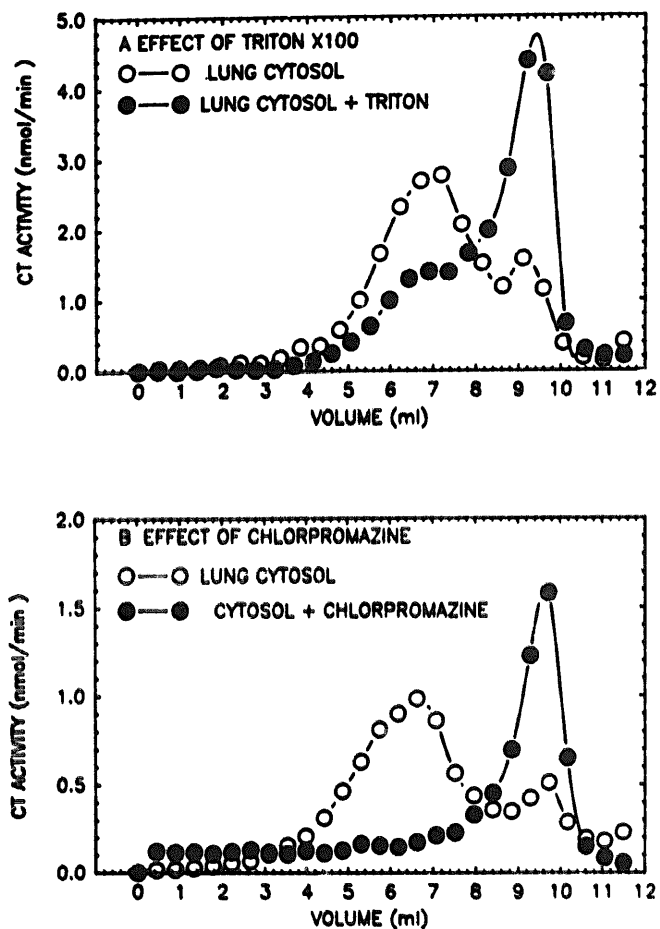 A EFFECT OF TRITON X100
LUNG CYTOSOL
LUNG CYTOSOL + TRITON
CT ACTIVITY (nmol/min)
5.0
4.0
3.0
2.0
1.0
0.0
0 1 2 3 4 5 6 7 8 9 10 11 12
VOLUME (ml)
B EFFECT OF CHLORPROMAZINE
LUNG CYTOSOL
CYTOSOL + CHLORPROMAZINE
CT ACTIVITY (nmol/min)
2.0
1.5
1.0
0.5
0.0
0 1 2 3 4 5 6 7 8 9 10 11 12
VOLUME (ml)